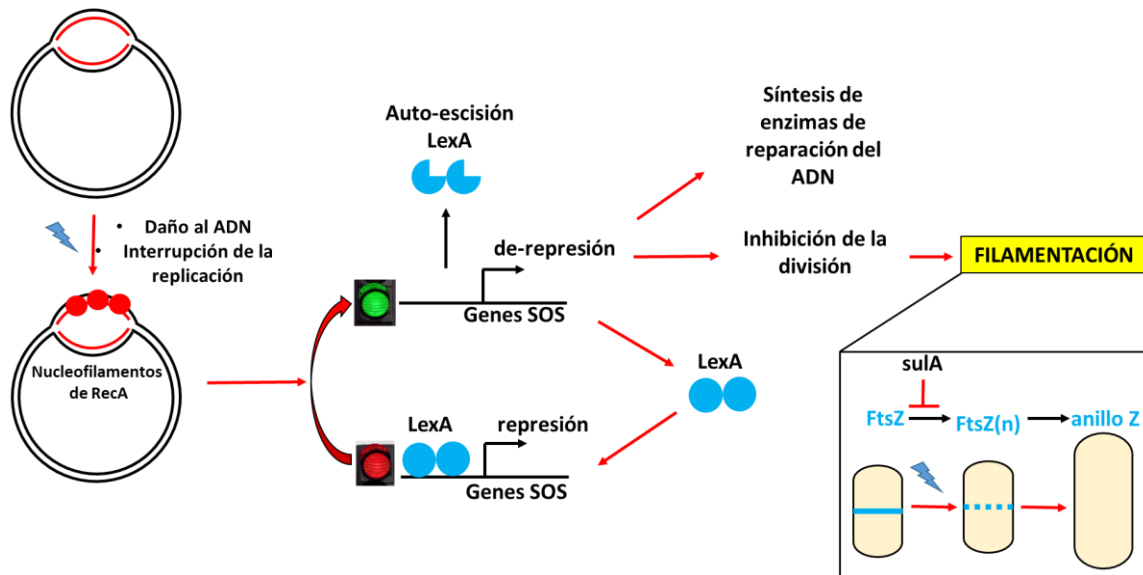 • Daño al ADN
• Interrupción de la
replicación
Nucleofilamentos
de RecA
Auto-escisión
LexA
de-represión
Genes SOS
LexA
represión
Genes SOS
LexA
Síntesis de
enzimas de
reparación del
ADN
Inhibición de la
división
FILAMENTACIÓN
sulA
FtsZ
FtsZ(n)
anillo Z